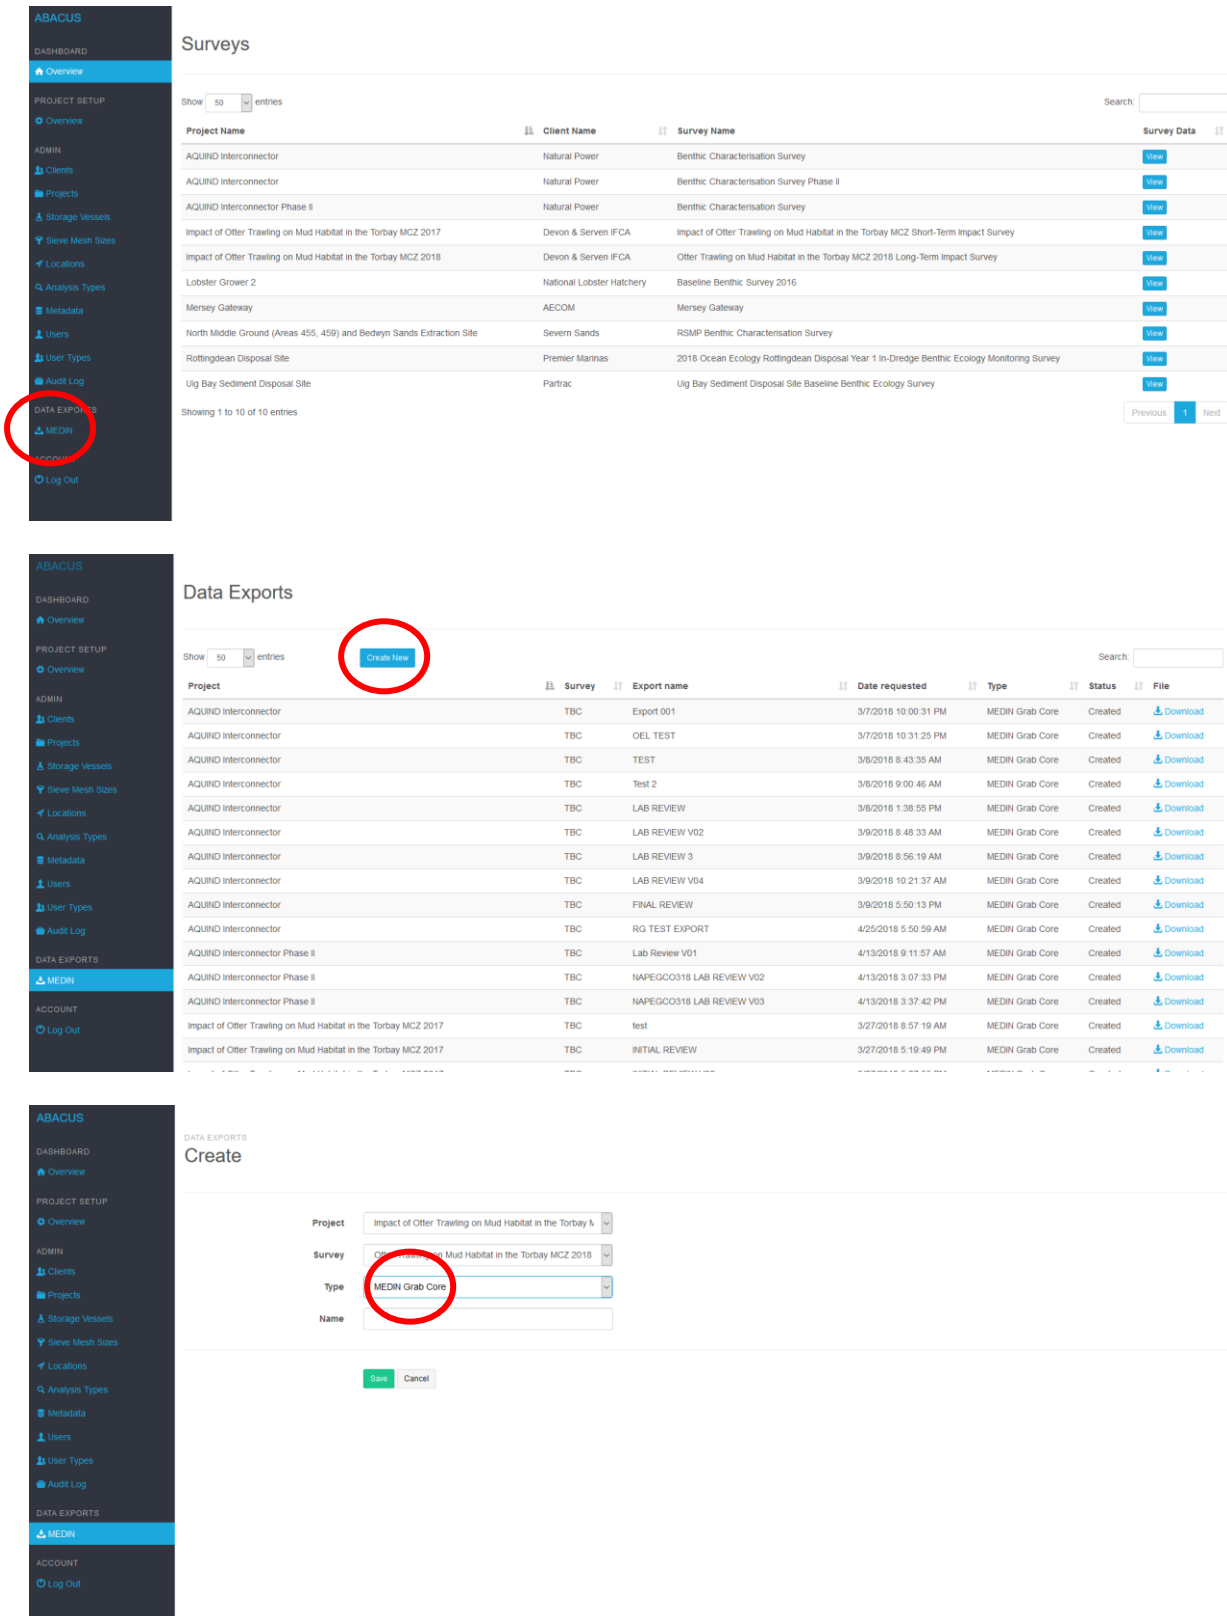 ABACUS
DASHBOARD
Overview
PROJECT SETUP
Overview
ADMIN
Clients
Projects
Storage Vessels
Sieve Mesh Sizes
Locations
Analysis Types
Metadata
Users
User Types
Audit Log
DATA EXPORTS
MEDIN
ACCOUNT
Log Out
Surveys
Show 50 entries Search:
Project Name Client Name Survey Name Survey Data
AQUIND Interconnector Natural Power Benthic Characterisation Survey View
AQUIND Interconnector Natural Power Benthic Characterisation Survey Phase II View
AQUIND Interconnector Phase II Natural Power Benthic Characterisation Survey View
Impact of Otter Trawling on Mud Habitat in the Torbay MCZ 2017 Devon & Serven IFCA Impact of Otter Trawling on Mud Habitat in the Torbay MCZ Short-Term Impact Survey View
Impact of Otter Trawling on Mud Habitat in the Torbay MCZ 2018 Devon & Serven IFCA Otter Trawling on Mud Habitat in the Torbay MCZ 2018 Long-Term Impact Survey View
Lobster Grower 2 National Lobster Hatchery Baseline Benthic Survey 2016 View
Mersey Gateway AECOM Mersey Gateway View
North Middle Ground (Areas 455, 459) and Bedwyn Sands Extraction Site Severn Sands RSMP Benthic Characterisation Survey View
Rottingdean Disposal Site Premier Marinas 2018 Ocean Ecology Rottingdean Disposal Year 1 In-Dredge Benthic Ecology Monitoring Survey View
Uig Bay Sediment Disposal Site Partrac Uig Bay Sediment Disposal Site Baseline Benthic Ecology Survey View
Showing 1 to 10 of 10 entries Previous 1 Next
ABACUS
DASHBOARD
Overview
PROJECT SETUP
Overview
ADMIN
Clients
Projects
Storage Vessels
Sieve Mesh Sizes
Locations
Analysis Types
Metadata
Users
User Types
Audit Log
DATA EXPORTS
MEDIN
ACCOUNT
Log Out
Data Exports
Show 50 entries Create New Search:
Project Survey Export name Date requested Type Status File
AQUIND Interconnector TBC Export 001 3/7/2018 10:00:31 PM MEDIN Grab Core Created Download
AQUIND Interconnector TBC OEL TEST 3/7/2018 10:31:25 PM MEDIN Grab Core Created Download
AQUIND Interconnector TBC TEST 3/8/2018 8:43:35 AM MEDIN Grab Core Created Download
AQUIND Interconnector TBC Test 2 3/8/2018 9:00:46 AM MEDIN Grab Core Created Download
AQUIND Interconnector TBC LAB REVIEW 3/8/2018 1:38:55 PM MEDIN Grab Core Created Download
AQUIND Interconnector TBC LAB REVIEW V02 3/9/2018 8:48:33 AM MEDIN Grab Core Created Download
AQUIND Interconnector TBC LAB REVIEW 3 3/9/2018 8:56:19 AM MEDIN Grab Core Created Download
AQUIND Interconnector TBC LAB REVIEW V04 3/9/2018 10:21:37 AM MEDIN Grab Core Created Download
AQUIND Interconnector TBC FINAL REVIEW 3/9/2018 5:50:13 PM MEDIN Grab Core Created Download
AQUIND Interconnector TBC RG TEST EXPORT 4/25/2018 5:50:59 AM MEDIN Grab Core Created Download
AQUIND Interconnector Phase II TBC Lab Review V01 4/13/2018 9:11:57 AM MEDIN Grab Core Created Download
AQUIND Interconnector Phase II TBC NAPEGCO318 LAB REVIEW V02 4/13/2018 3:07:33 PM MEDIN Grab Core Created Download
AQUIND Interconnector Phase II TBC NAPEGCO318 LAB REVIEW V03 4/13/2018 3:37:42 PM MEDIN Grab Core Created Download
Impact of Otter Trawling on Mud Habitat in the Torbay MCZ 2017 TBC test 3/27/2018 8:57:19 AM MEDIN Grab Core Created Download
Impact of Otter Trawling on Mud Habitat in the Torbay MCZ 2017 TBC INITIAL REVIEW 3/27/2018 5:19:49 PM MEDIN Grab Core Created Download
ABACUS
DASHBOARD
Overview
PROJECT SETUP
Overview
ADMIN
Clients
Projects
Storage Vessels
Sieve Mesh Sizes
Locations
Analysis Types
Metadata
Users
User Types
Audit Log
DATA EXPORTS
MEDIN
ACCOUNT
Log Out
DATA EXPORTS
Create
Project Impact of Otter Trawling on Mud Habitat in the Torbay M
Survey Otter Trawling on Mud Habitat in the Torbay MCZ 2018
Type MEDIN Grab Core
Name
Save Cancel